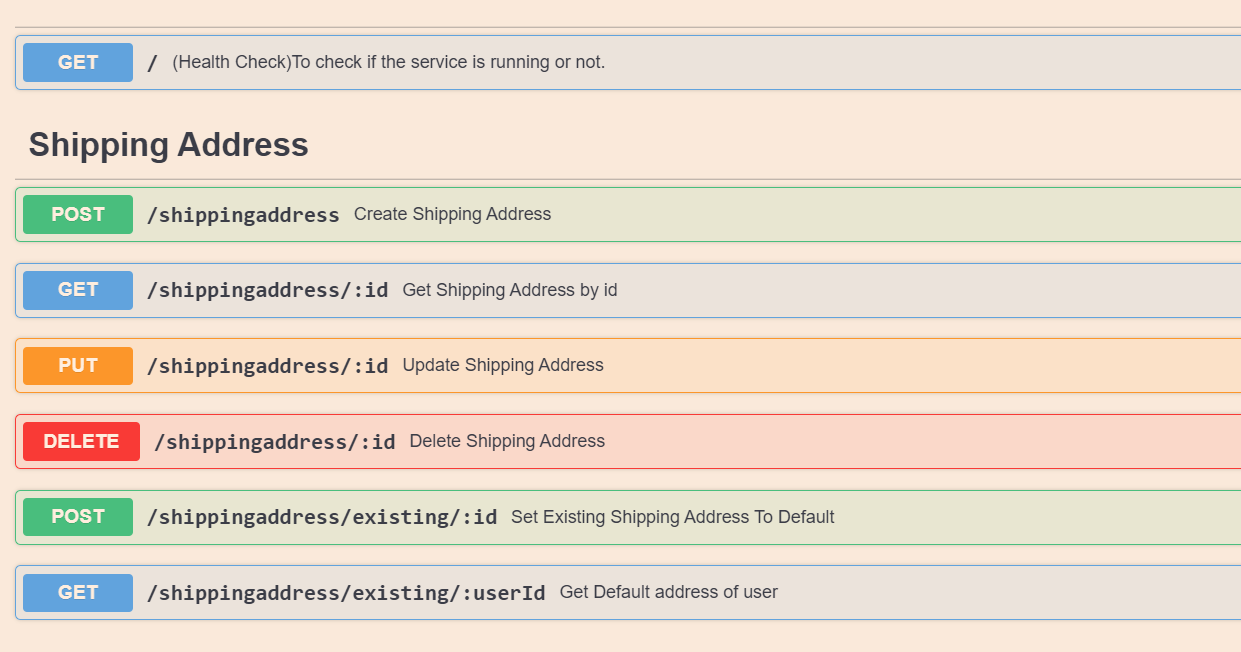 GET / (Health Check)To check if the service is running or not.
Shipping Address
POST /shippingaddress Create Shipping Address
GET /shippingaddress/:id Get Shipping Address by id
PUT /shippingaddress/:id Update Shipping Address
DELETE /shippingaddress/:id Delete Shipping Address
POST /shippingaddress/existing/:id Set Existing Shipping Address To Default
GET /shippingaddress/existing/:userId Get Default address of user